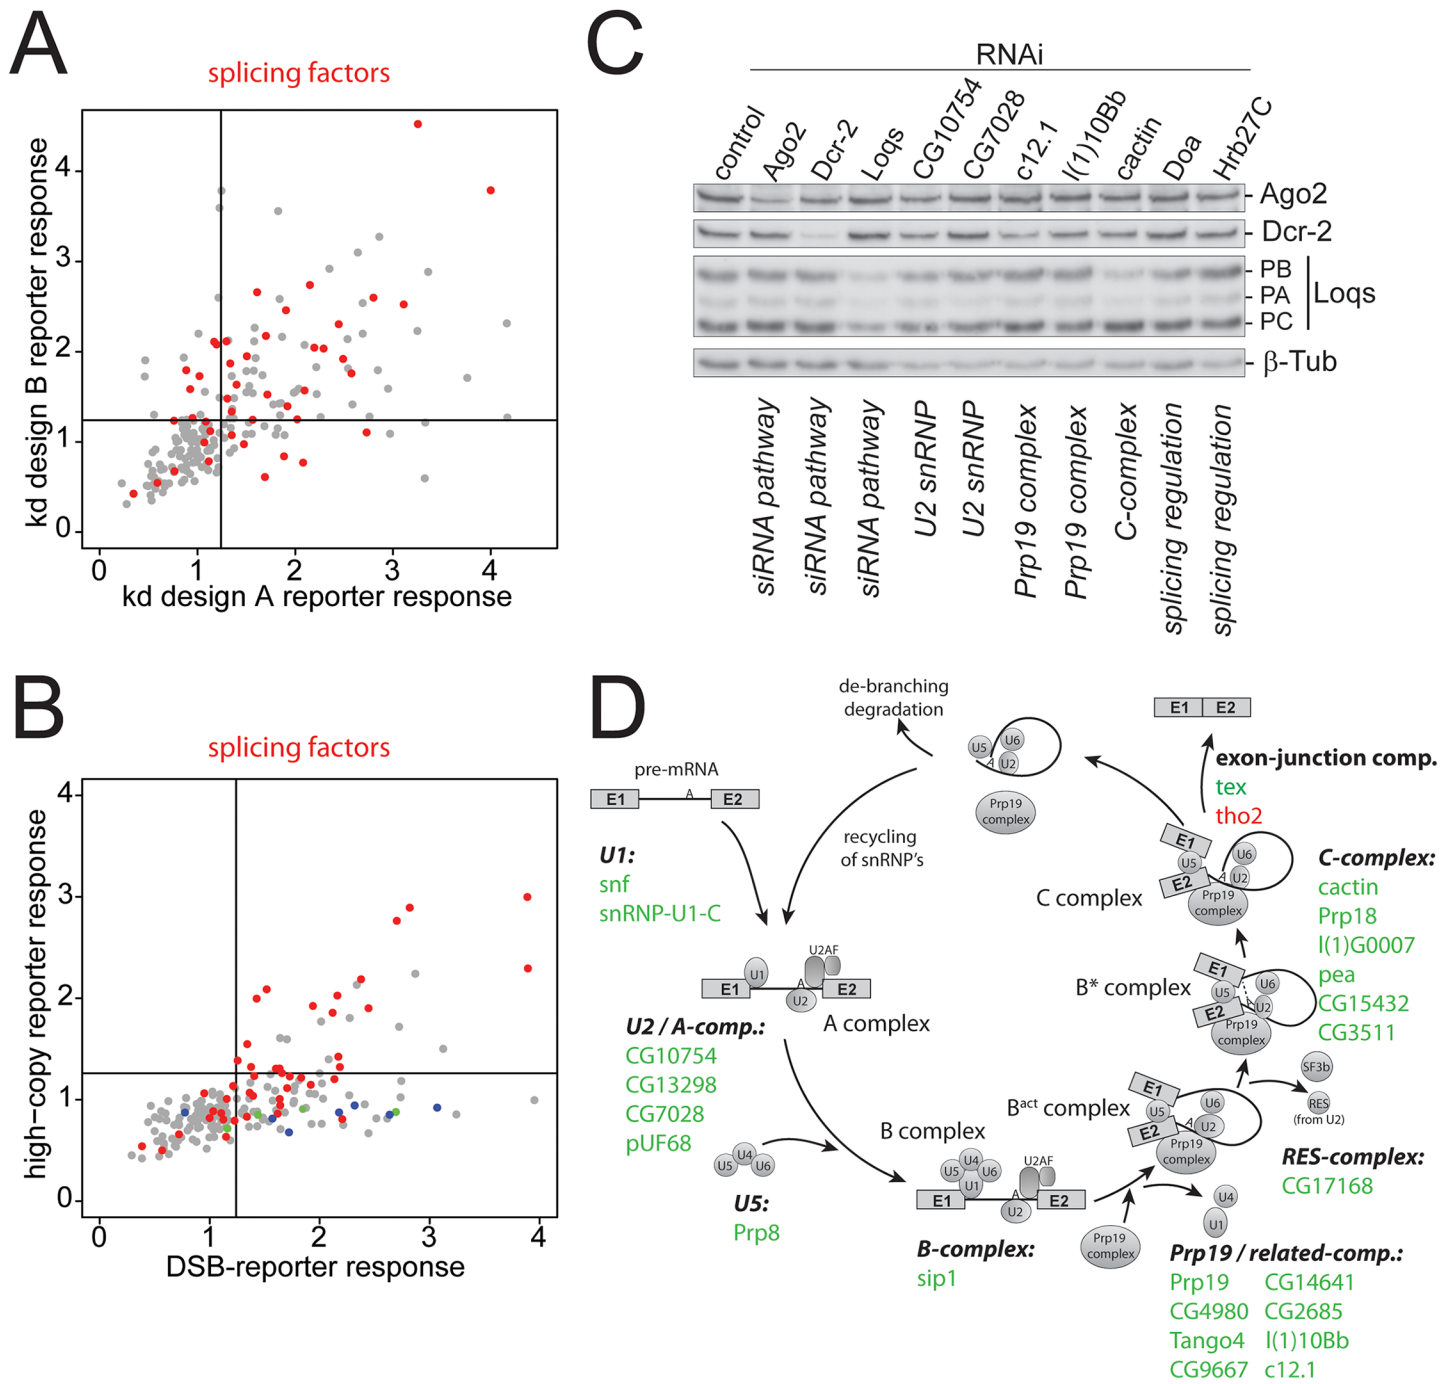 A
splicing factors
kd design B reporter response
4
3
2
1
0
0 1 2 3 4
kd design A reporter response
B
splicing factors
high–copy reporter response
4
3
2
1
0
0 1 2 3 4
DSB-reporter response
C
RNAi
control
Ago2
Dcr-2
Loqs
CG10754
CG7028
c12.1
l(1)10Bb
cactin
Doa
Hrb27C
Ago2
Dcr-2
PB
PA
PC
Loqs
β-Tub
siRNA pathway
siRNA pathway
siRNA pathway
U2 snRNP
U2 snRNP
Prp19 complex
Prp19 complex
C-complex
splicing regulation
splicing regulation
D
de-branching
degradation
U5 U6
A U2
Prp19
complex
E1 E2
exon-junction comp.
tex
tho2
pre-mRNA
E1 A E2
recycling
of snRNP's
U1:
snf
snRNP-U1-C
E1
U5 U6
E2 A U2
Prp19
complex
C complex
C-complex:
cactin
Prp18
l(1)G0007
pea
CG15432
CG3511
U2AF
U1 A
E1 U2 E2
A complex
U2 / A-comp.:
CG10754
CG13298
CG7028
pUF68
E1
U5 U6
E2 A U2
Prp19
complex
B* complex
SF3b
RES
(from U2)
E1
U5 U6
E2 A U2
Prp19
complex
Bact complex
RES-complex:
CG17168
U4
U5 U6
U5:
Prp8
B complex
U4
U5 U6
U1
U2AF
A
E1 U2 E2
B-complex:
sip1
Prp19
complex
U4
U1
Prp19 / related-comp.:
Prp19 CG14641
CG4980 CG2685
Tango4 l(1)10Bb
CG9667 c12.1